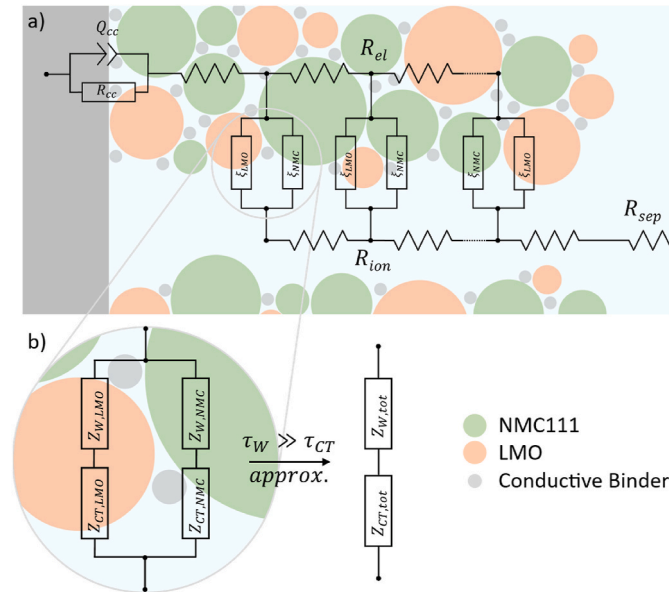 a)
Q_cc
R_cc
R_el
ξ_LMO
ξ_NMC
ξ_LMO
ξ_NMC
ξ_NMC
ξ_LMO
R_sep
R_ion
b)
Z_W,LMO
Z_W,NMC
Z_CT,LMO
Z_CT,NMC
τ_W ≫ τ_CT
approx.
Z_W,tot
Z_CT,tot
NMC111
LMO
Conductive Binder